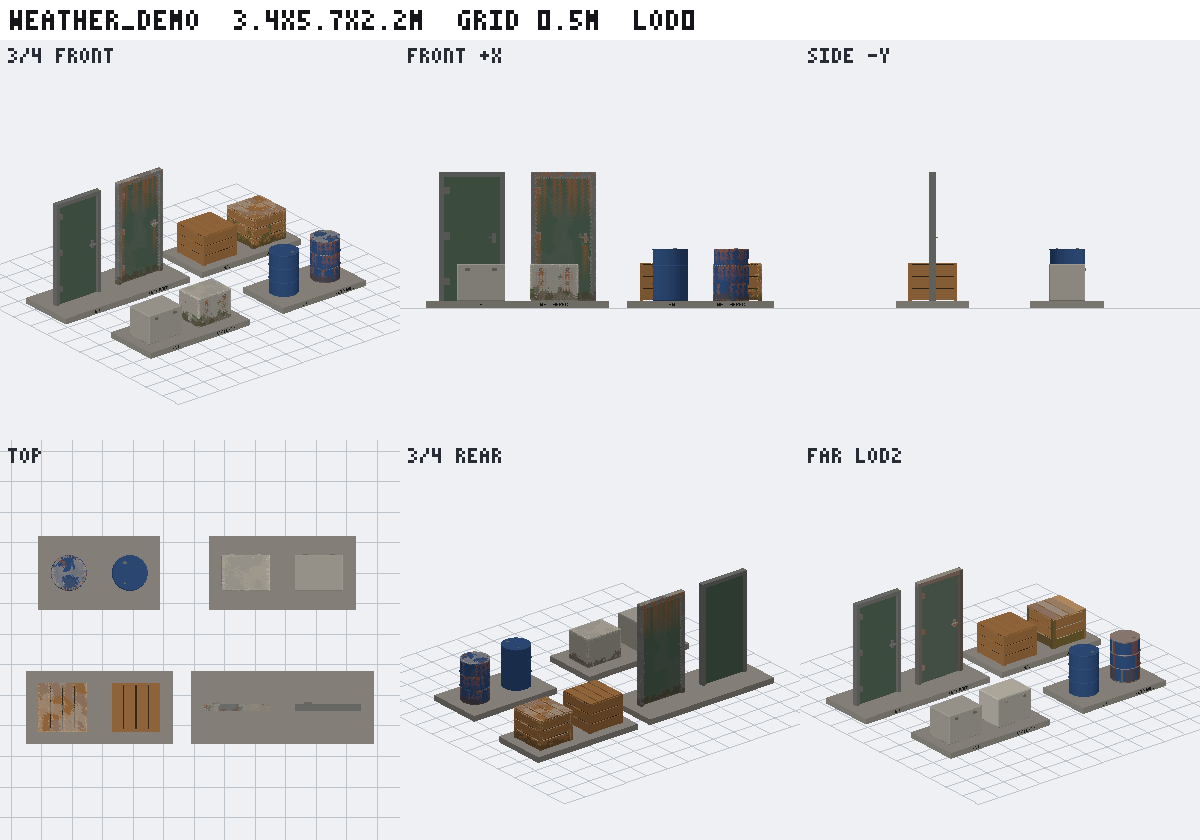 WEATHER_DEMO 3.4X5.7X2.2M GRID 0.5M LOD0
3/4 FRONT
FRONT +X
SIDE -Y
TOP
3/4 REAR
FAR LOD2